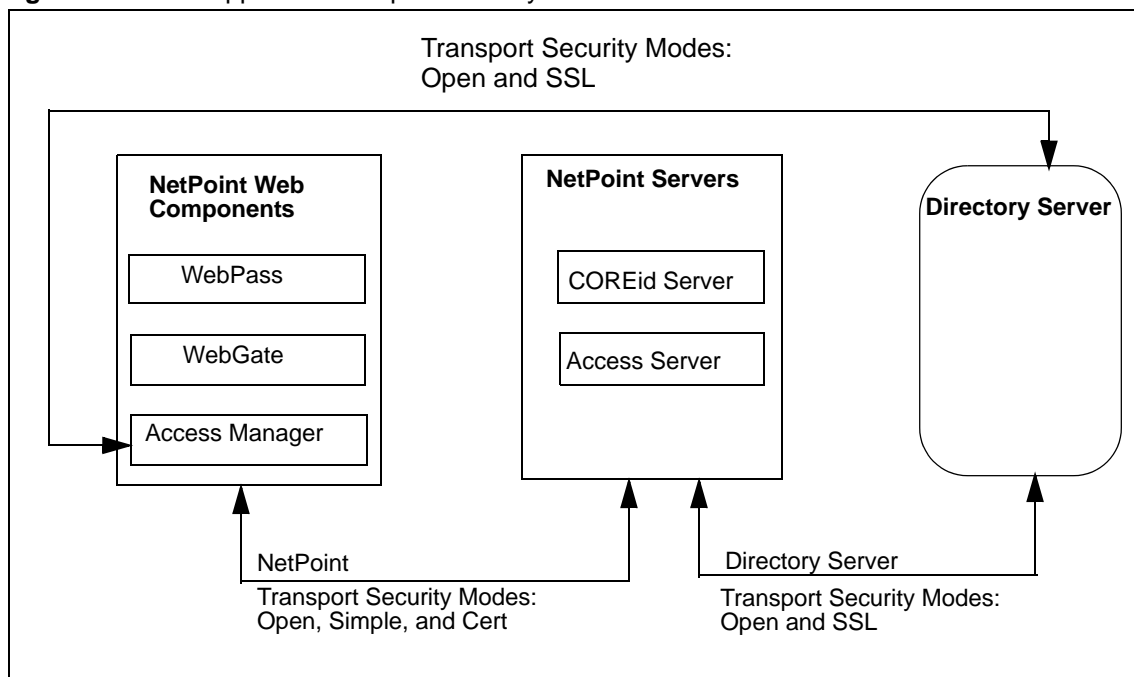 Transport Security Modes:
Open and SSL
NetPoint Web
Components
WebPass
WebGate
Access Manager
NetPoint Servers
COREid Server
Access Server
Directory Server
NetPoint
Transport Security Modes:
Open, Simple, and Cert
Directory Server
Transport Security Modes:
Open and SSL